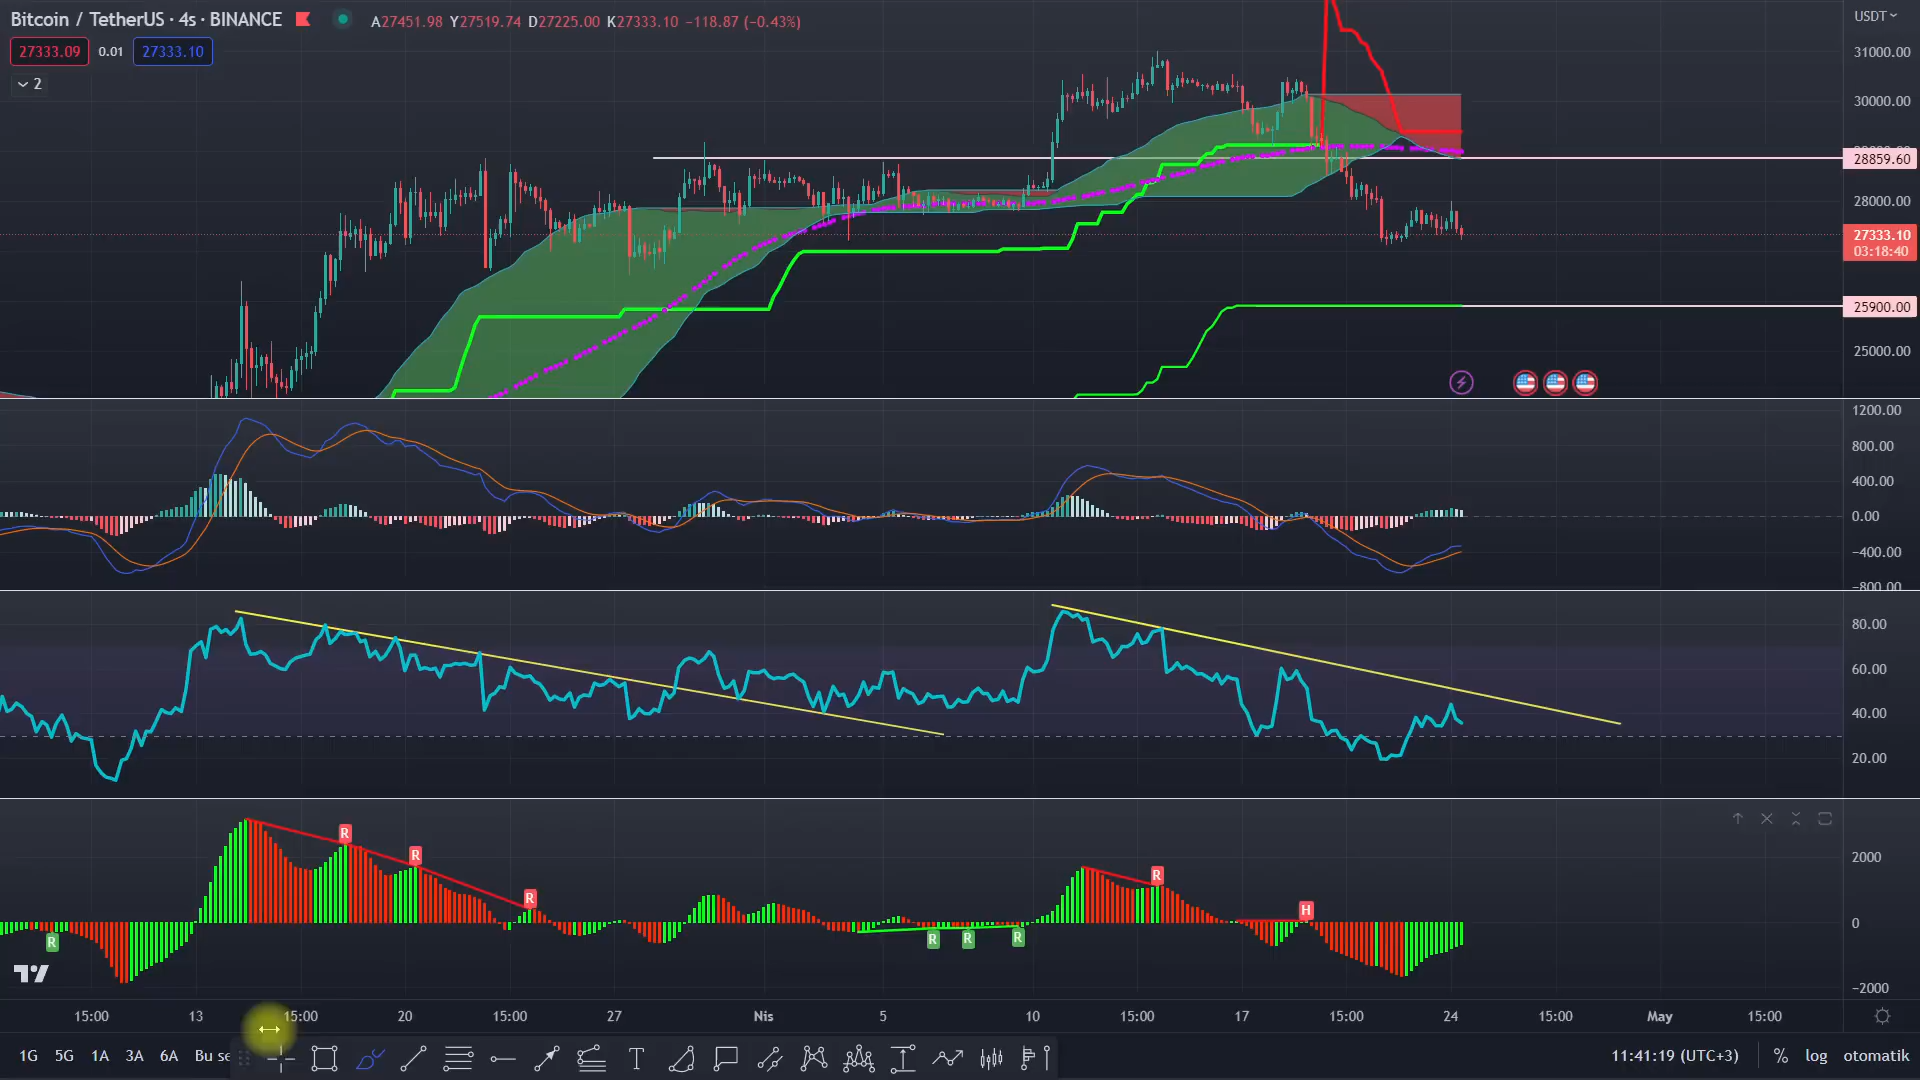 Bitcoin / TetherUS · 4s · BINANCE A27451.98 Y27519.74 D27225.00 K27333.10 −118.87 (−0.43%)
27333.09 0.01 27333.10
2
USDT
31000.00
30000.00
28859.60
28000.00
27333.10
03:18:40
25900.00
25000.00
1200.00
800.00
400.00
0.00
−400.00
−800.00
80.00
60.00
40.00
20.00
R
R
R
R
R
R
R
R
H
2000
0
−2000
15:00 13 15:00 20 15:00 27 Nis 5 10 15:00 17 15:00 24 15:00 May 15:00
1G 5G 1A 3A 6A Bu se T 11:41:19 (UTC+3) % log otomatik